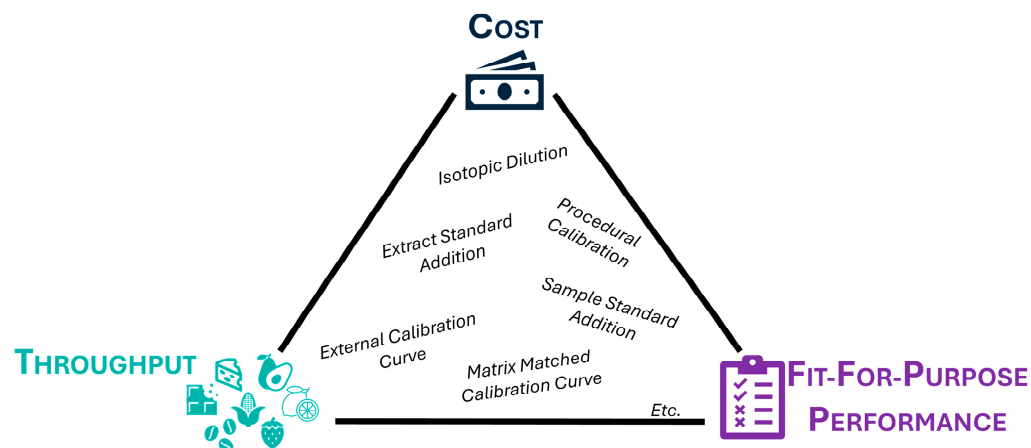 COST
Isotopic Dilution
Procedural
Calibration
Extract Standard
Addition
Sample Standard
Addition
External Calibration
Curve
Matrix Matched
Calibration Curve
Etc.
THROUGHPUT
FIT-FOR-PURPOSE
PERFORMANCE